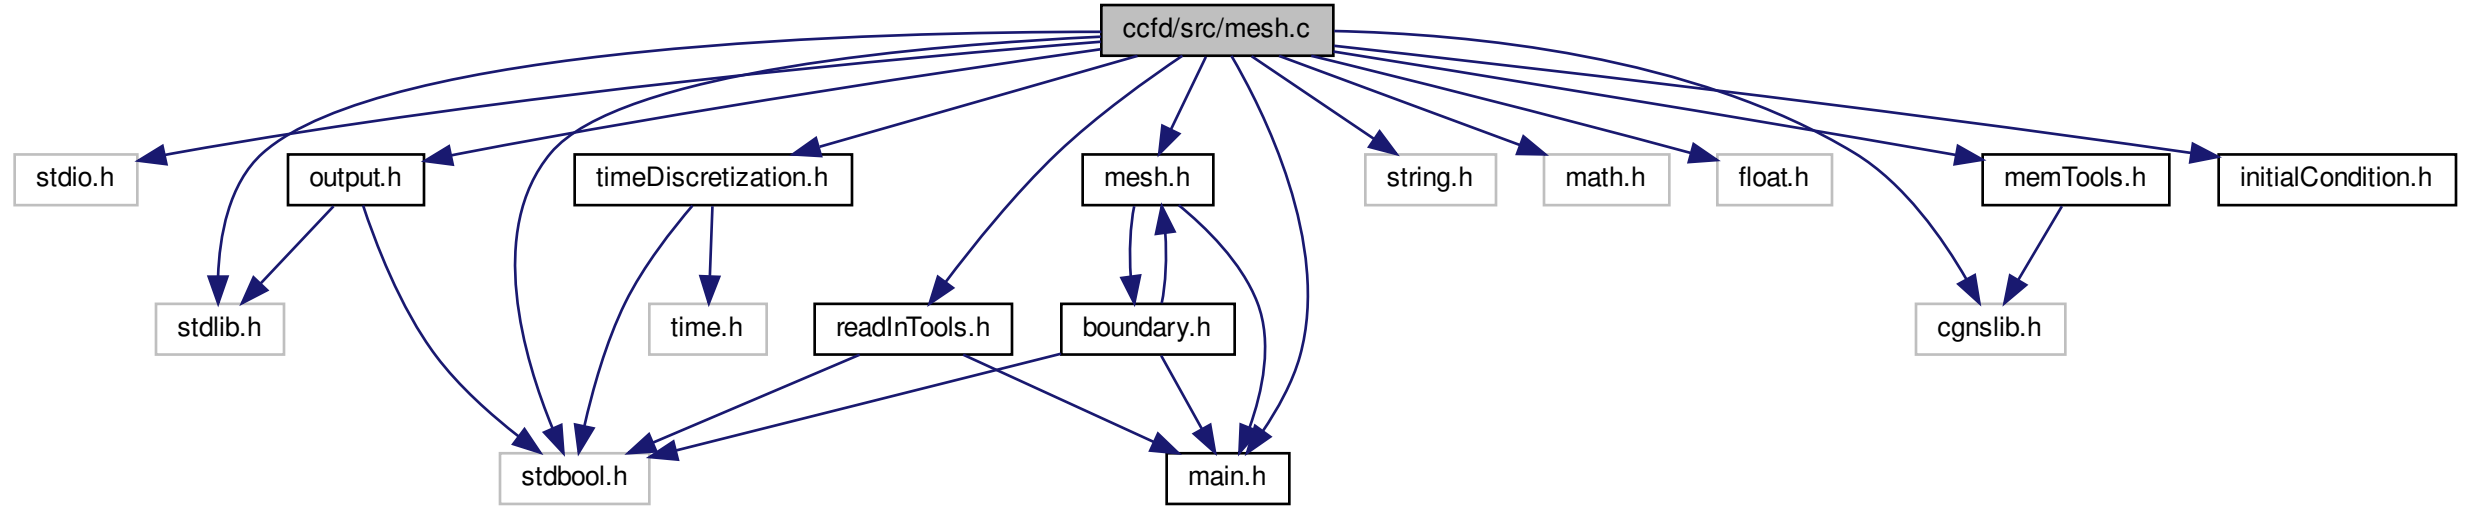 ccfd/src/mesh.c
stdio.h
output.h
timeDiscretization.h
mesh.h
string.h
math.h
float.h
memTools.h
initialCondition.h
stdlib.h
time.h
readInTools.h
boundary.h
cgnslib.h
stdbool.h
main.h